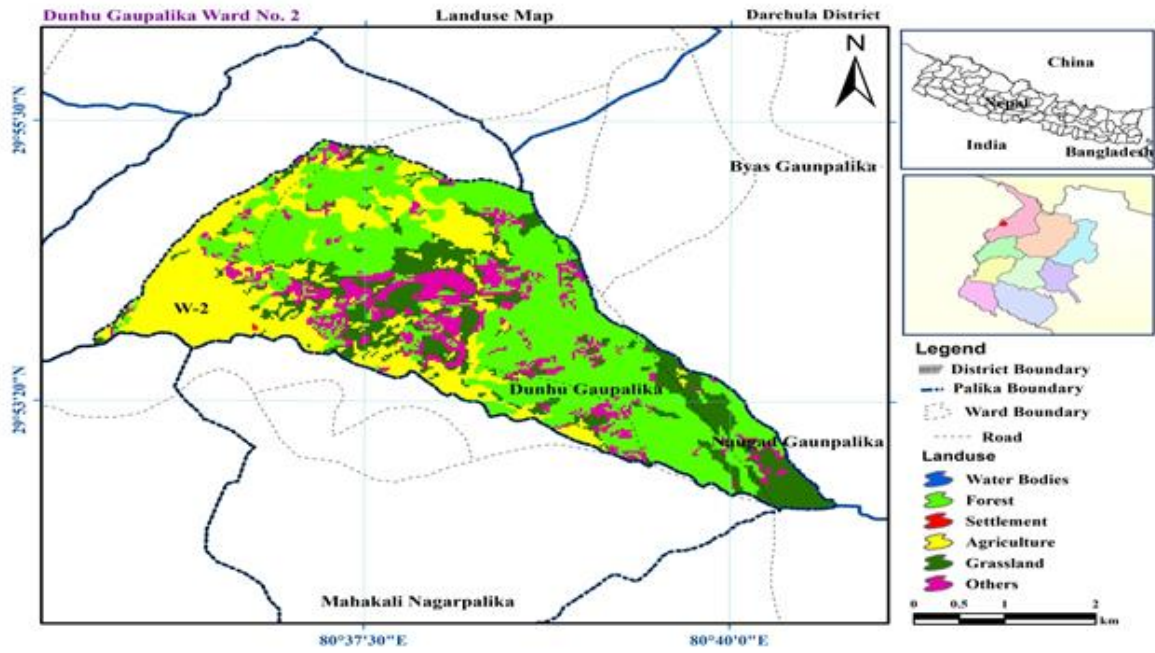 Dunhu Gaupalika Ward No. 2 Landuse Map Darchula District
N
29°55'30"N
29°53'20"N
Byas Gaunpalika
W-2
Dunhu Gaupalika
Naugad Gaunpalika
Mahakali Nagarpalika
80°37'30"E 80°40'0"E
China
Nepal
India
Bangladesh
Legend
District Boundary
Palika Boundary
Ward Boundary
Road
Landuse
Water Bodies
Forest
Settlement
Agriculture
Grassland
Others
0 0.5 1 2
km